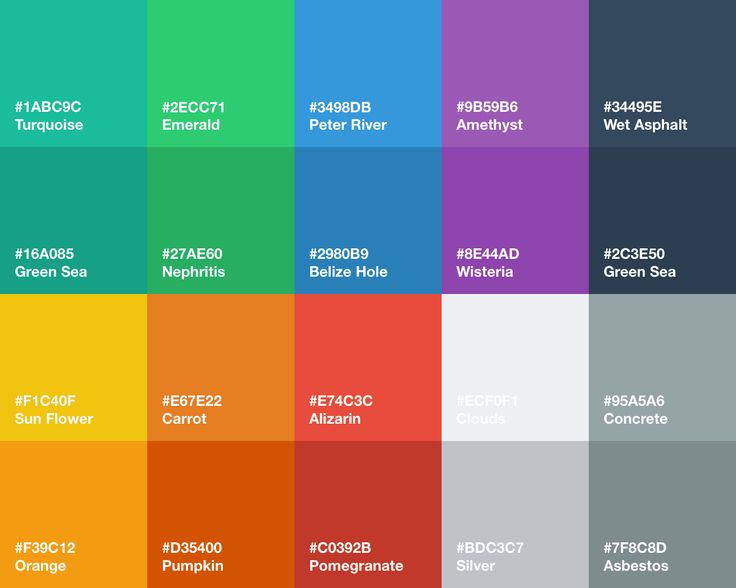 #1ABC9C
Turquoise
#2ECC71
Emerald
#3498DB
Peter River
#9B59B6
Amethyst
#34495E
Wet Asphalt
#16A085
Green Sea
#27AE60
Nephritis
#2980B9
Belize Hole
#8E44AD
Wisteria
#2C3E50
Green Sea
#F1C40F
Sun Flower
#E67E22
Carrot
#E74C3C
Alizarin
#ECF0F1
Clouds
#95A5A6
Concrete
#F39C12
Orange
#D35400
Pumpkin
#C0392B
Pomegranate
#BDC3C7
Silver
#7F8C8D
Asbestos